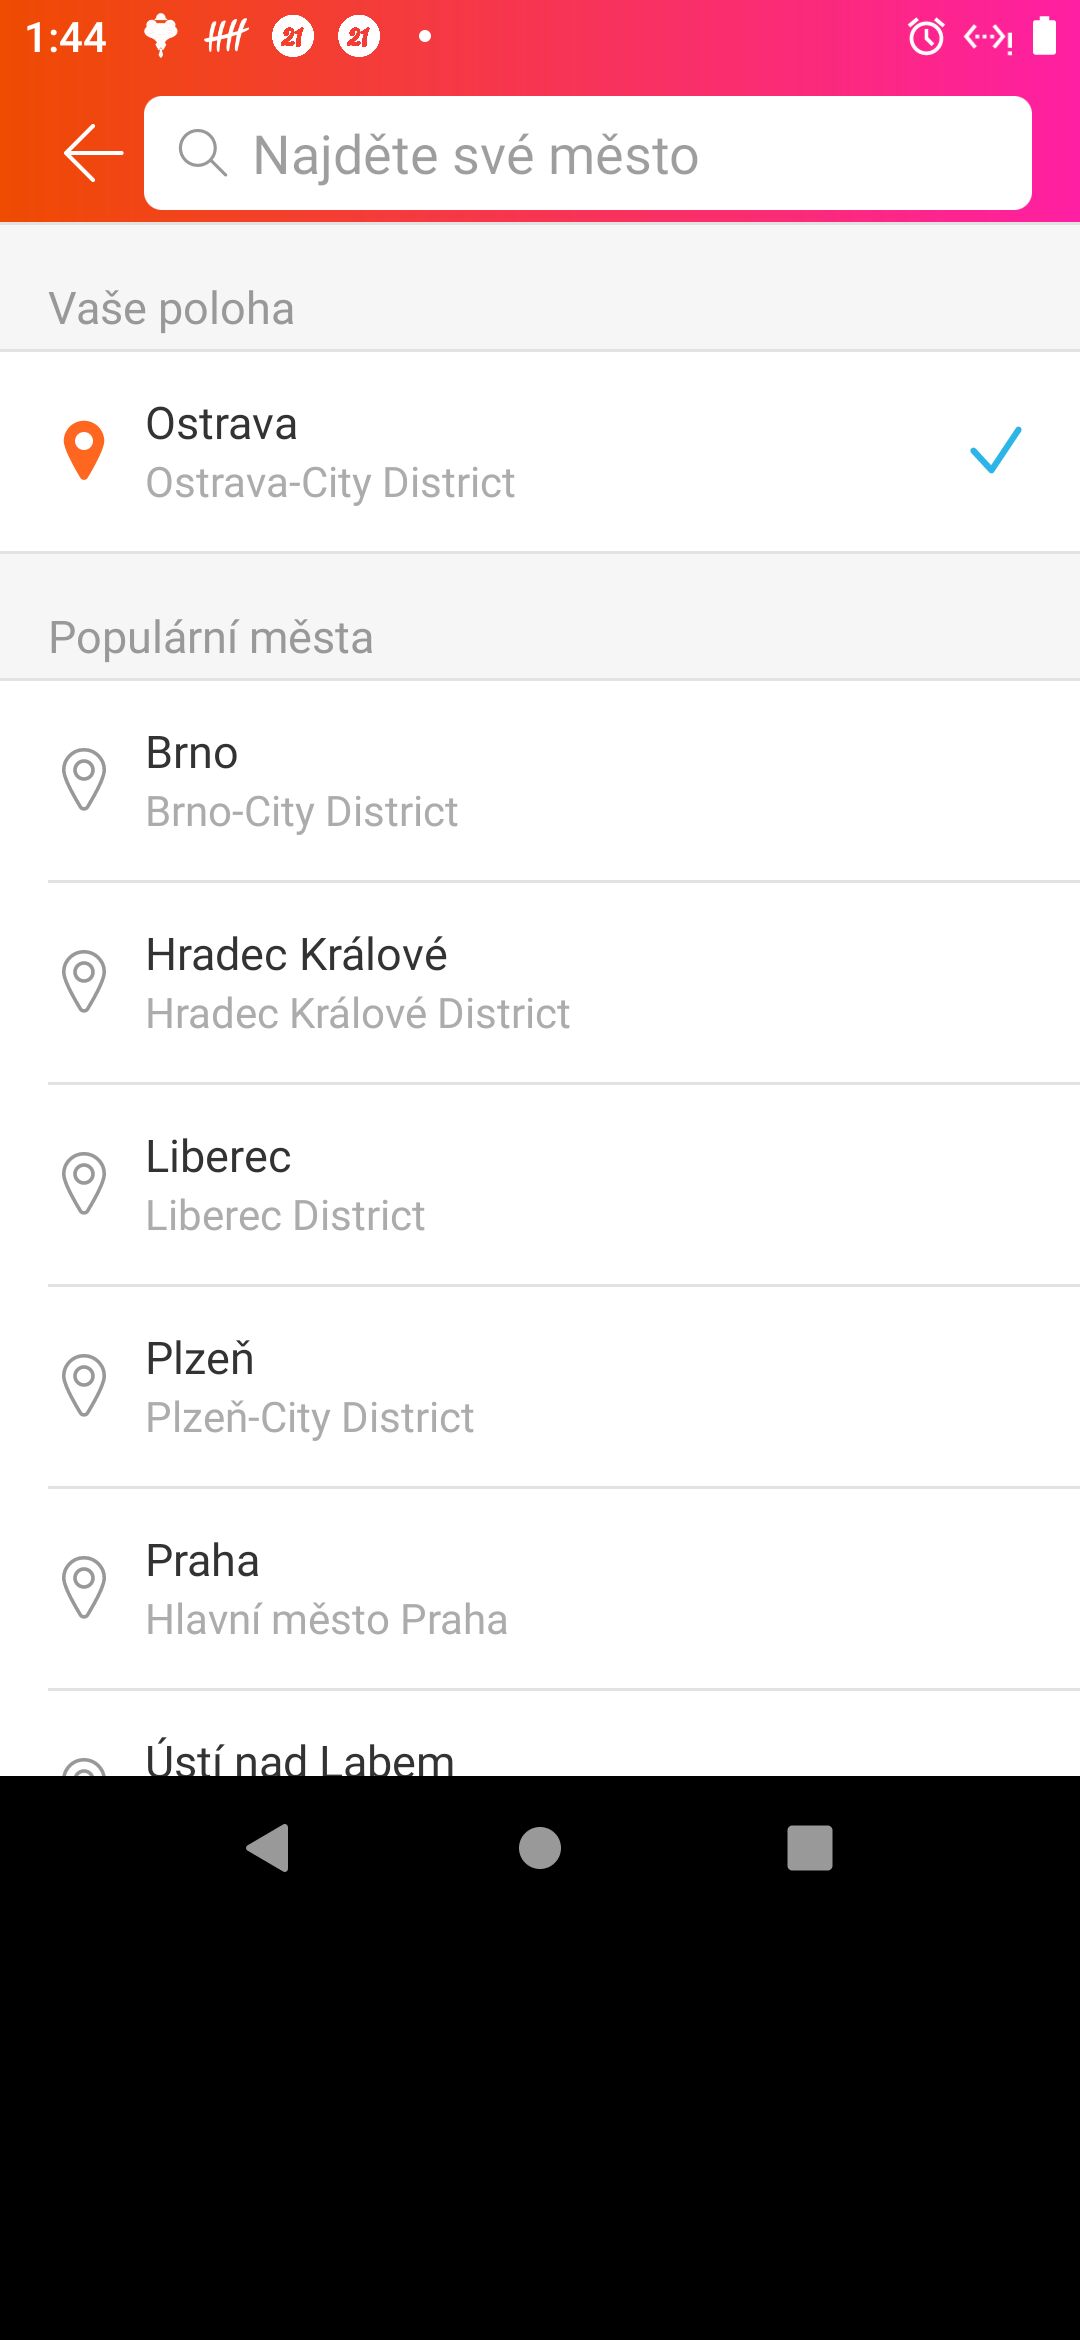 1:44
21
21
Najděte své město
Vaše poloha
Ostrava
Ostrava-City District
Populární města
Brno
Brno-City District
Hradec Králové
Hradec Králové District
Liberec
Liberec District
Plzeň
Plzeň-City District
Praha
Hlavní město Praha
Ústí nad Labem